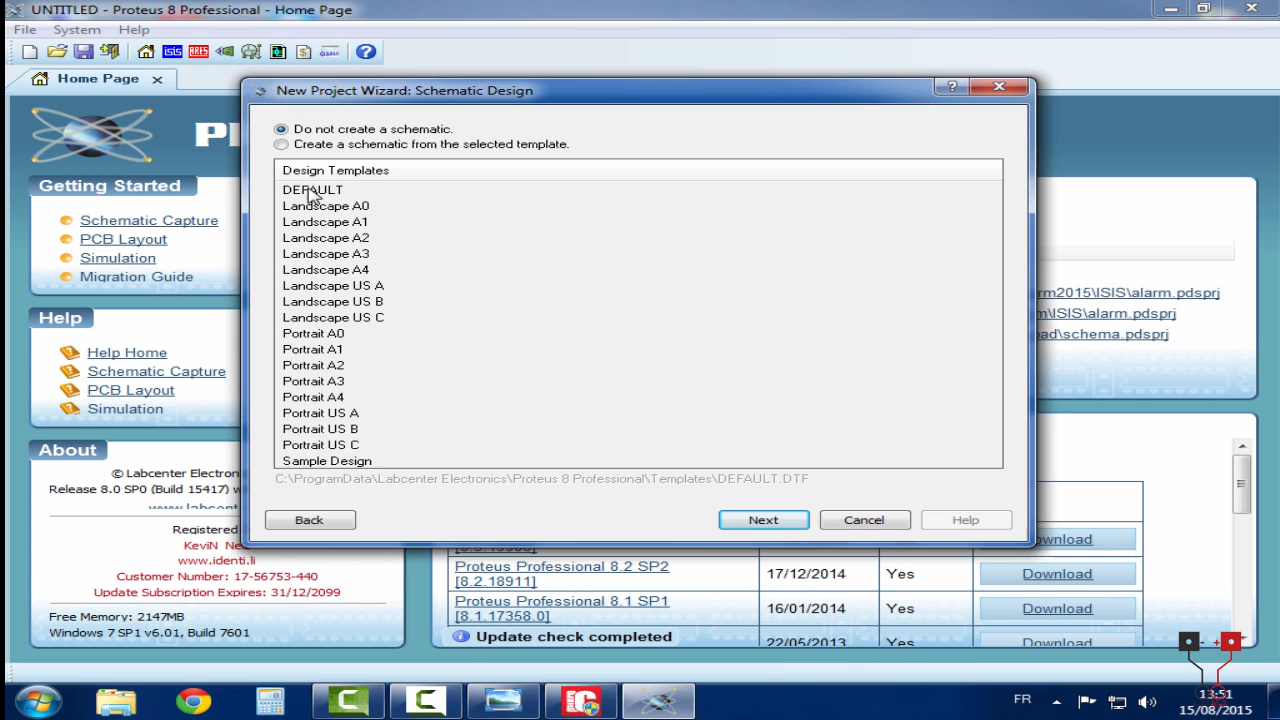 UNTITLED - Proteus 8 Professional - Home Page
File System Help
Home Page
New Project Wizard: Schematic Design
Do not create a schematic.
Create a schematic from the selected template.
Design Templates
DEFAULT
Landscape A0
Landscape A1
Landscape A2
Landscape A3
Landscape A4
Landscape US A
Landscape US B
Landscape US C
Portrait A0
Portrait A1
Portrait A2
Portrait A3
Portrait A4
Portrait US A
Portrait US B
Portrait US C
Sample Design
C:\ProgramData\Labcenter Electronics\Proteus 8 Professional\Templates\DEFAULT.DTF
Back Next Cancel Help
Getting Started
Schematic Capture
PCB Layout
Simulation
Migration Guide
Help
Help Home
Schematic Capture
PCB Layout
Simulation
About
© Labcenter Electron
Release 8.0 SP0 (Build 15417) w
Registered
KeviN Ne
www.identi.li
Customer Number: 17-56753-440
Update Subscription Expires: 31/12/2099
Free Memory: 2147MB
Windows 7 SP1 v6.01, Build 7601
rm2015\ISIS\alarm.pdsprj
m\ISIS\alarm.pdsprj
ad\schema.pdsprj
Download
Proteus Professional 8.2 SP2
[8.2.18911] 17/12/2014 Yes Download
Proteus Professional 8.1 SP1
[8.1.17358.0] 16/01/2014 Yes Download
22/05/2013 Yes Download
Update check completed
FR
13:51
15/08/2015